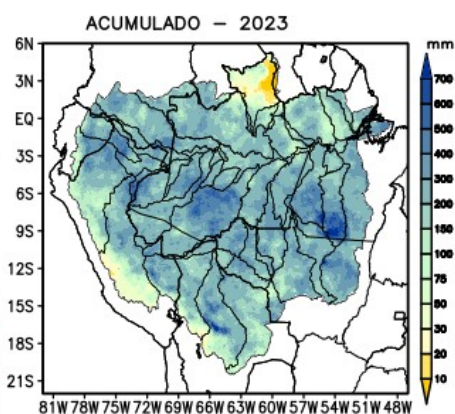 ACUMULADO – 2023
6N
3N
EQ
3S
6S
9S
12S
15S
18S
21S
81W 78W 75W 72W 69W 66W 63W 60W 57W 54W 51W 48W
mm
700
600
500
400
300
200
150
100
75
50
30
20
10